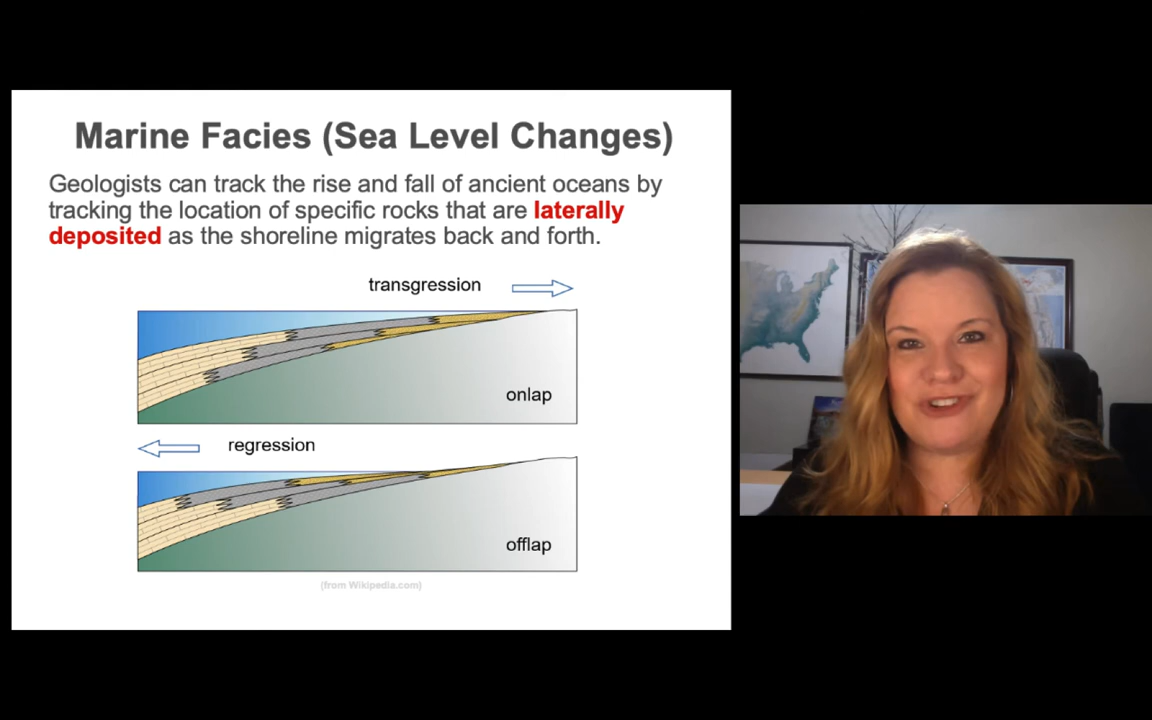 Marine Facies (Sea Level Changes)
Geologists can track the rise and fall of ancient oceans by
tracking the location of specific rocks that are laterally
deposited as the shoreline migrates back and forth.
transgression
onlap
regression
offlap
(from Wikipedia.com)